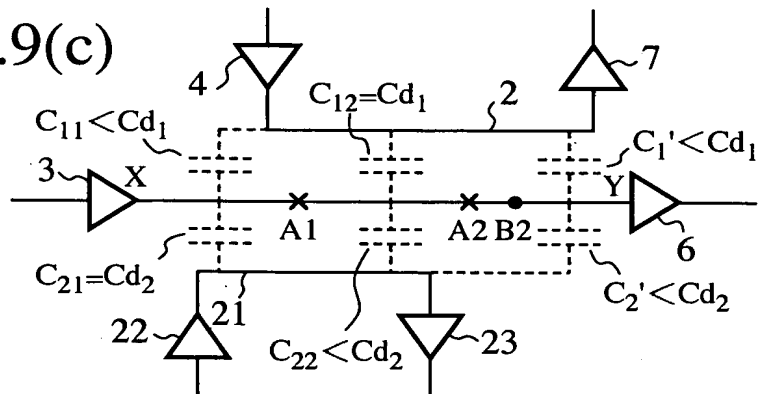 .9(c)
4
7
C₁₂=Cd₁
2
C₁₁<Cd₁
C₁'<Cd₁
3
X
Y
A1
A2
B2
6
C₂₁=Cd₂
C₂'<Cd₂
21
22
C₂₂<Cd₂
23